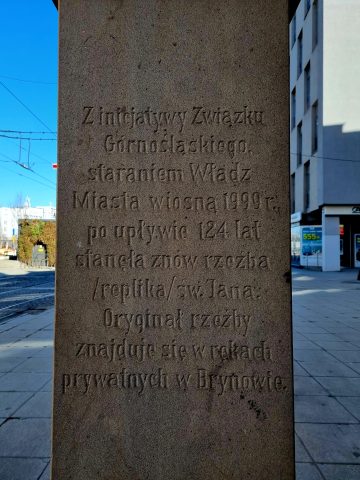 Z inicjatywy Związku
Górnośląskiego,
staraniem Władz
Miasta wiosną 1999 r.,
po upływie 124 lat
stanęła znów rzeźba
/replika/ św. Jana:
Oryginał rzeźby
znajduje się w rękach
prywatnych w Brynowie.